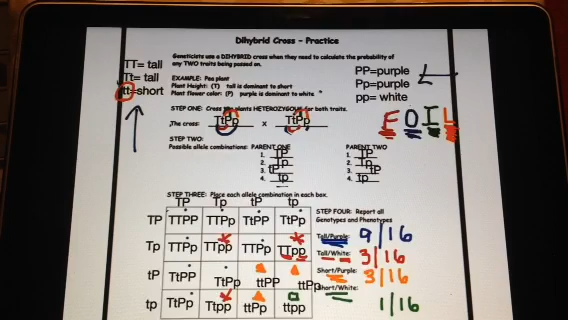 Dihybrid Cross - Practice
Geneticists use a DIHYBRID cross when they need to calculate the probability of
any TWO traits being passed on.
TT= tall
Tt= tall
tt=short
EXAMPLE: Pea plant
Plant Height: (T) tall is dominant to short
Plant flower color: (P) purple is dominant to white
PP=purple
Pp=purple
pp= white
STEP ONE: Cross two plants HETEROZYGOUS for both traits.
The cross: TtPp x TtPp
FOIL
STEP TWO:
Possible allele combinations: PARENT ONE PARENT TWO
1. TP 1. TP
2. Tp 2. Tp
3. tP 3. tP
4. tp 4. tp
STEP THREE: Place each allele combination in each box.
TP Tp tP tp
TP TTPP TTPp TtPP TtPp
Tp TTPp TTpp TTPp TTpp
tP TtPP TtPp ttPP ttPp
tp TtPp Ttpp ttPp ttpp
STEP FOUR: Report all
Genotypes and Phenotypes
Tall/Purple: 9/16
Tall/White: 3/16
Short/Purple: 3/16
Short/White: 1/16